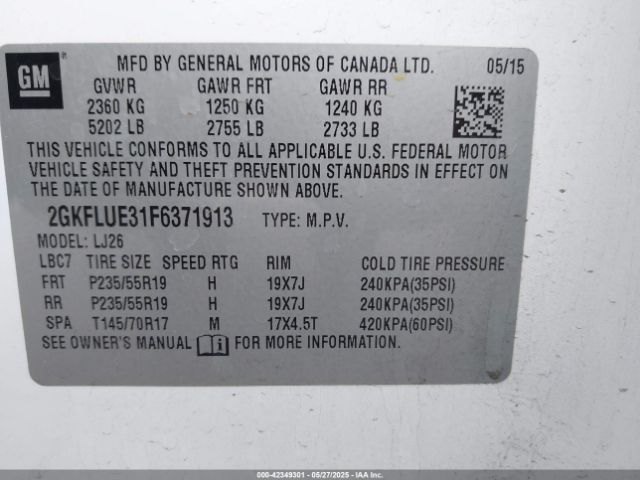 GM
MFD BY GENERAL MOTORS OF CANADA LTD. 05/15
GVWR GAWR FRT GAWR RR
2360 KG 1250 KG 1240 KG
5202 LB 2755 LB 2733 LB
THIS VEHICLE CONFORMS TO ALL APPLICABLE U.S. FEDERAL MOTOR
VEHICLE SAFETY AND THEFT PREVENTION STANDARDS IN EFFECT ON
THE DATE OF MANUFACTURE SHOWN ABOVE.
2GKFLUE31F6371913 TYPE: M.P.V.
MODEL: LJ26
LBC7 TIRE SIZE SPEED RTG RIM COLD TIRE PRESSURE
FRT P235/55R19 H 19X7J 240KPA(35PSI)
RR P235/55R19 H 19X7J 240KPA(35PSI)
SPA T145/70R17 M 17X4.5T 420KPA(60PSI)
SEE OWNER'S MANUAL FOR MORE INFORMATION.
000-42349301 - 05/27/2025 - IAA, LLC